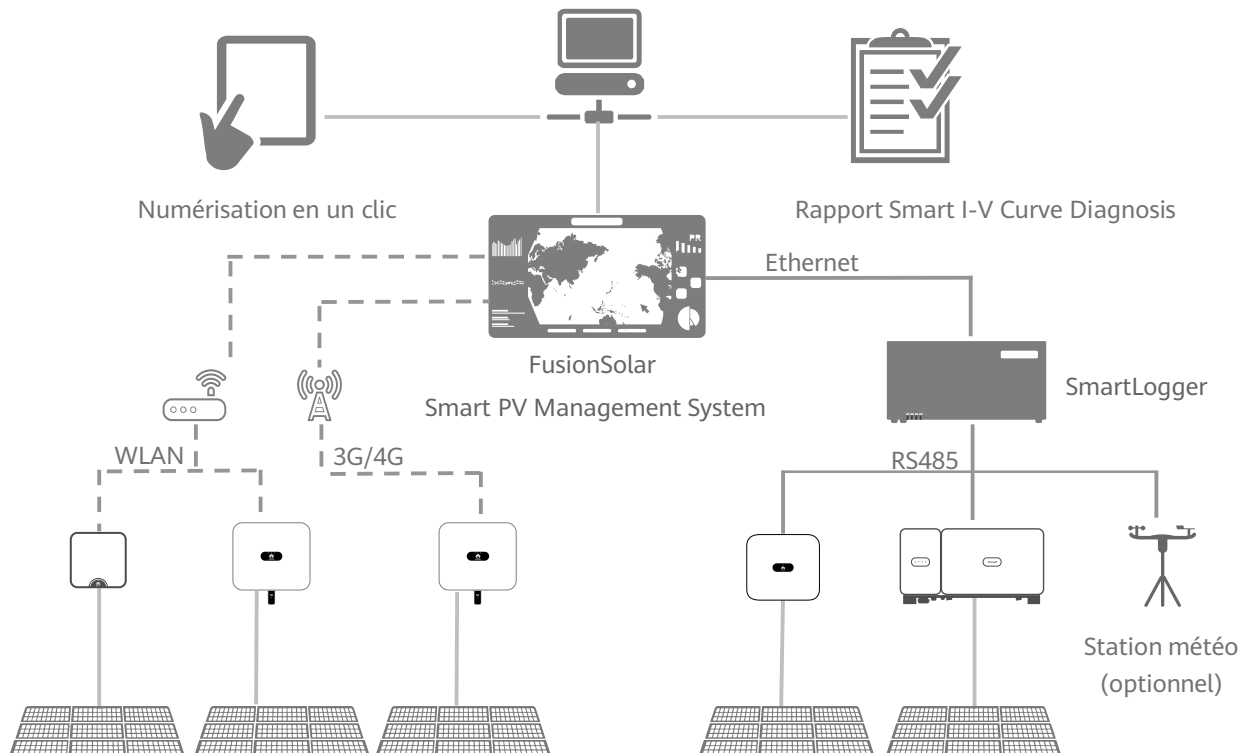 Numérisation en un clic
Rapport Smart I-V Curve Diagnosis
PR
Ethernet
FusionSolar
Smart PV Management System
SmartLogger
WLAN
3G/4G
RS485
Station météo
(optionnel)